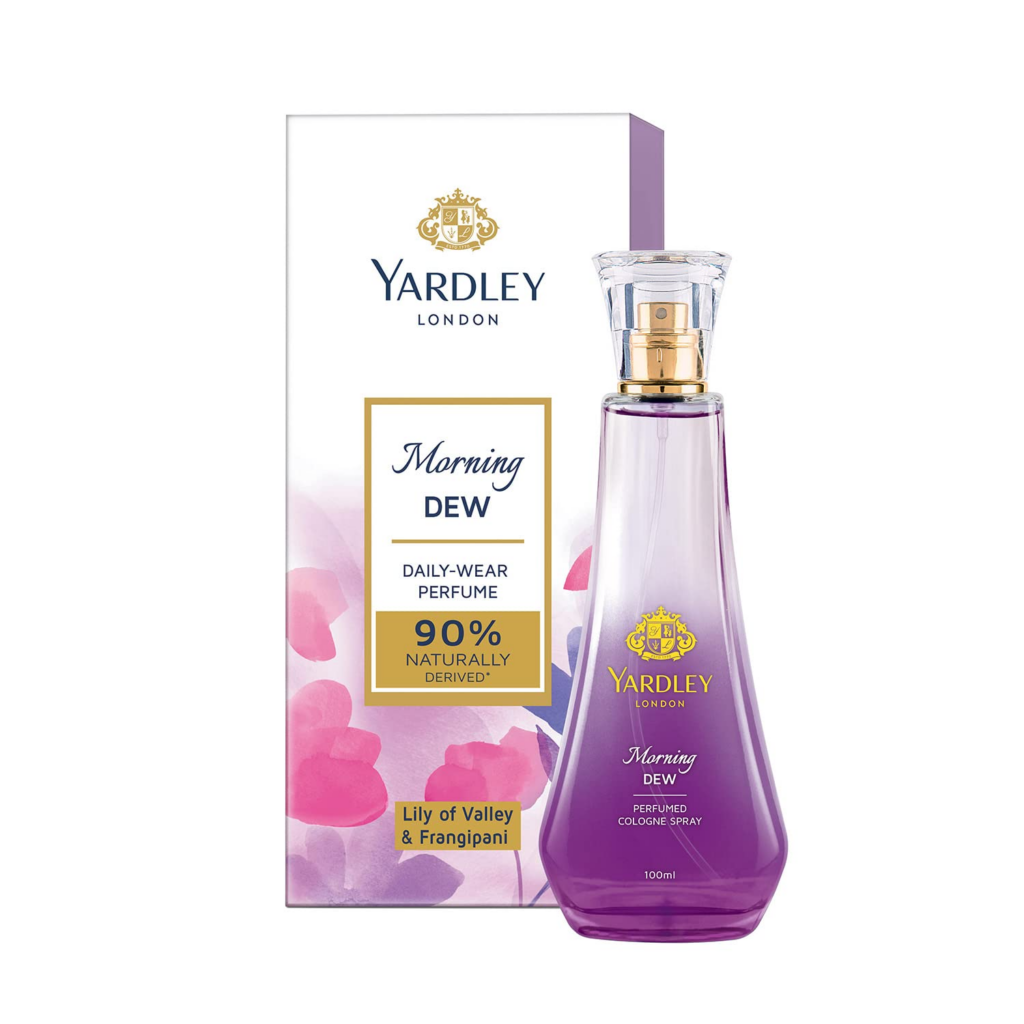 YARDLEY
LONDON
Morning
DEW
DAILY-WEAR
PERFUME
90%
NATURALLY
DERIVED*
Lily of Valley
& Frangipani
YARDLEY
LONDON
Morning
DEW
PERFUMED
COLOGNE SPRAY
100ml